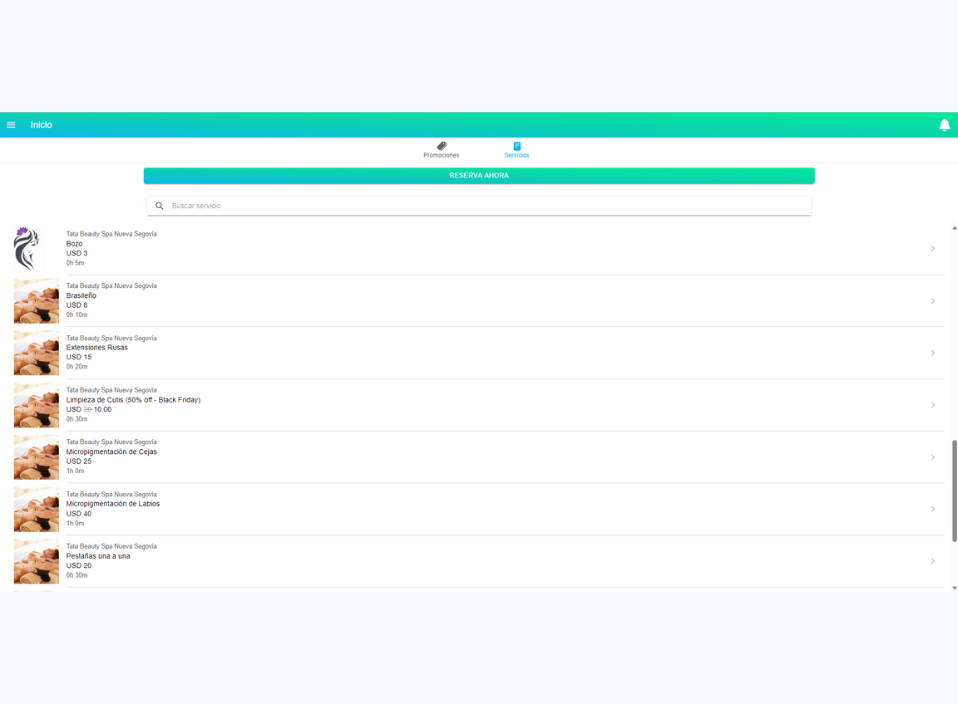 Inicio
Promociones
Servicios
RESERVA AHORA
Buscar servicio
Tata Beauty Spa Nueva Segovia
Bozo
USD 3
0h 5m
Tata Beauty Spa Nueva Segovia
Brasileño
USD 8
0h 10m
Tata Beauty Spa Nueva Segovia
Extensiones Rusas
USD 15
0h 20m
Tata Beauty Spa Nueva Segovia
Limpieza de Cutis (50% off - Black Friday)
USD 20 10.00
0h 30m
Tata Beauty Spa Nueva Segovia
Micropigmentación de Cejas
USD 25
1h 0m
Tata Beauty Spa Nueva Segovia
Micropigmentación de Labios
USD 40
1h 0m
Tata Beauty Spa Nueva Segovia
Pestañas una a una
USD 20
0h 30m